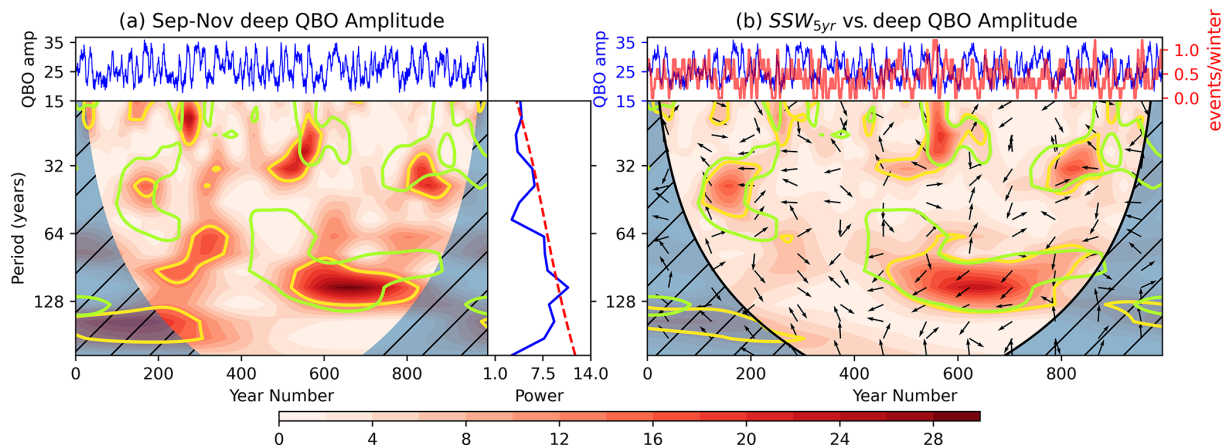 (a) Sep-Nov deep QBO Amplitude
(b) SSW5yr vs. deep QBO Amplitude
QBO amp
35
25
15
QBO amp
35
25
15
1.0
0.5
0.0
events/winter
Period (years)
32
64
128
32
64
128
0 200 400 600 800
1.0 7.5 14.0
0 200 400 600 800
Year Number
Power
Year Number
0 4 8 12 16 20 24 28